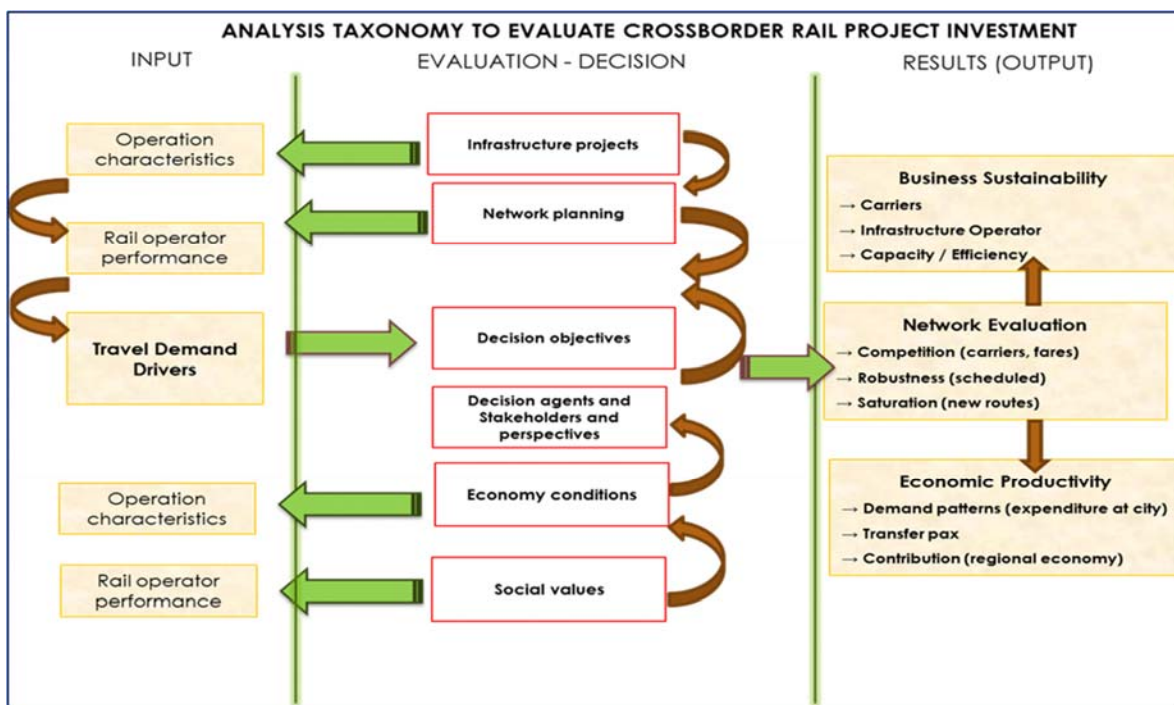 ANALYSIS TAXONOMY TO EVALUATE CROSSBORDER RAIL PROJECT INVESTMENT
INPUT
EVALUATION - DECISION
RESULTS (OUTPUT)
Operation
characteristics
Rail operator
performance
Travel Demand
Drivers
Operation
characteristics
Rail operator
performance
Infrastructure projects
Network planning
Decision objectives
Decision agents and
Stakeholders and
perspectives
Economy conditions
Social values
Business Sustainability
→ Carriers
→ Infrastructure Operator
→ Capacity / Efficiency
Network Evaluation
→ Competition (carriers, fares)
→ Robustness (scheduled)
→ Saturation (new routes)
Economic Productivity
→ Demand patterns (expenditure at city)
→ Transfer pax
→ Contribution (regional economy)